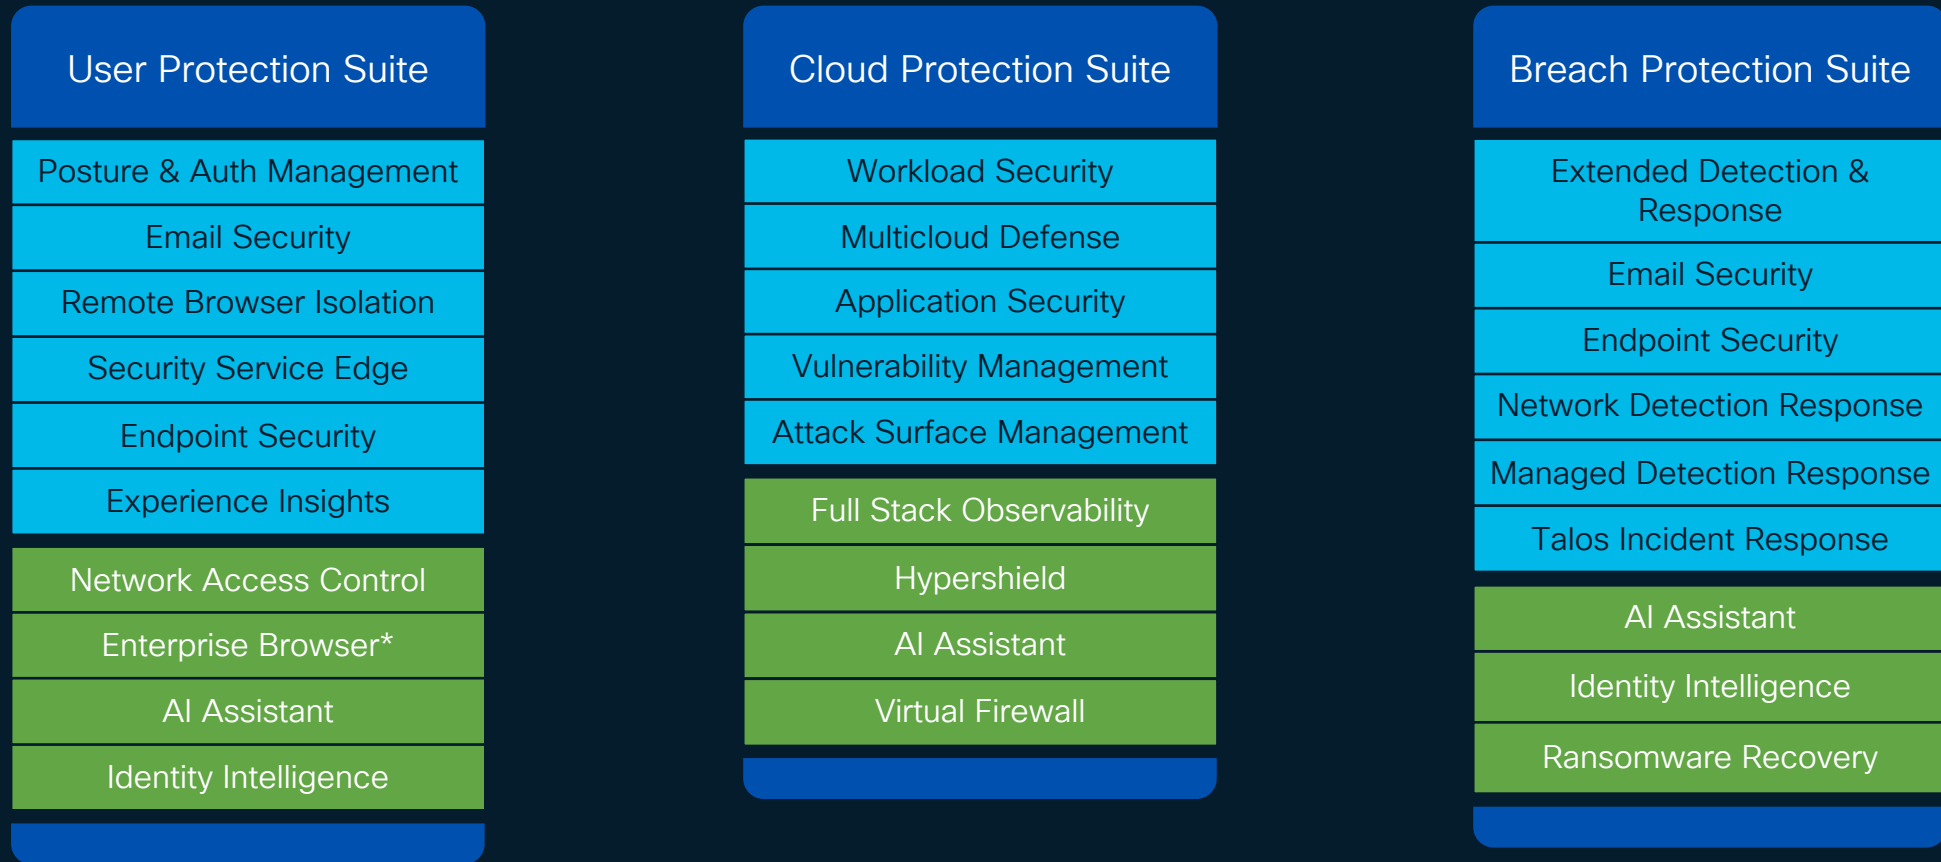 User Protection Suite
Posture & Auth Management
Email Security
Remote Browser Isolation
Security Service Edge
Endpoint Security
Experience Insights
Network Access Control
Enterprise Browser*
AI Assistant
Identity Intelligence
Cloud Protection Suite
Workload Security
Multicloud Defense
Application Security
Vulnerability Management
Attack Surface Management
Full Stack Observability
Hypershield
AI Assistant
Virtual Firewall
Breach Protection Suite
Extended Detection &
Response
Email Security
Endpoint Security
Network Detection Response
Managed Detection Response
Talos Incident Response
AI Assistant
Identity Intelligence
Ransomware Recovery